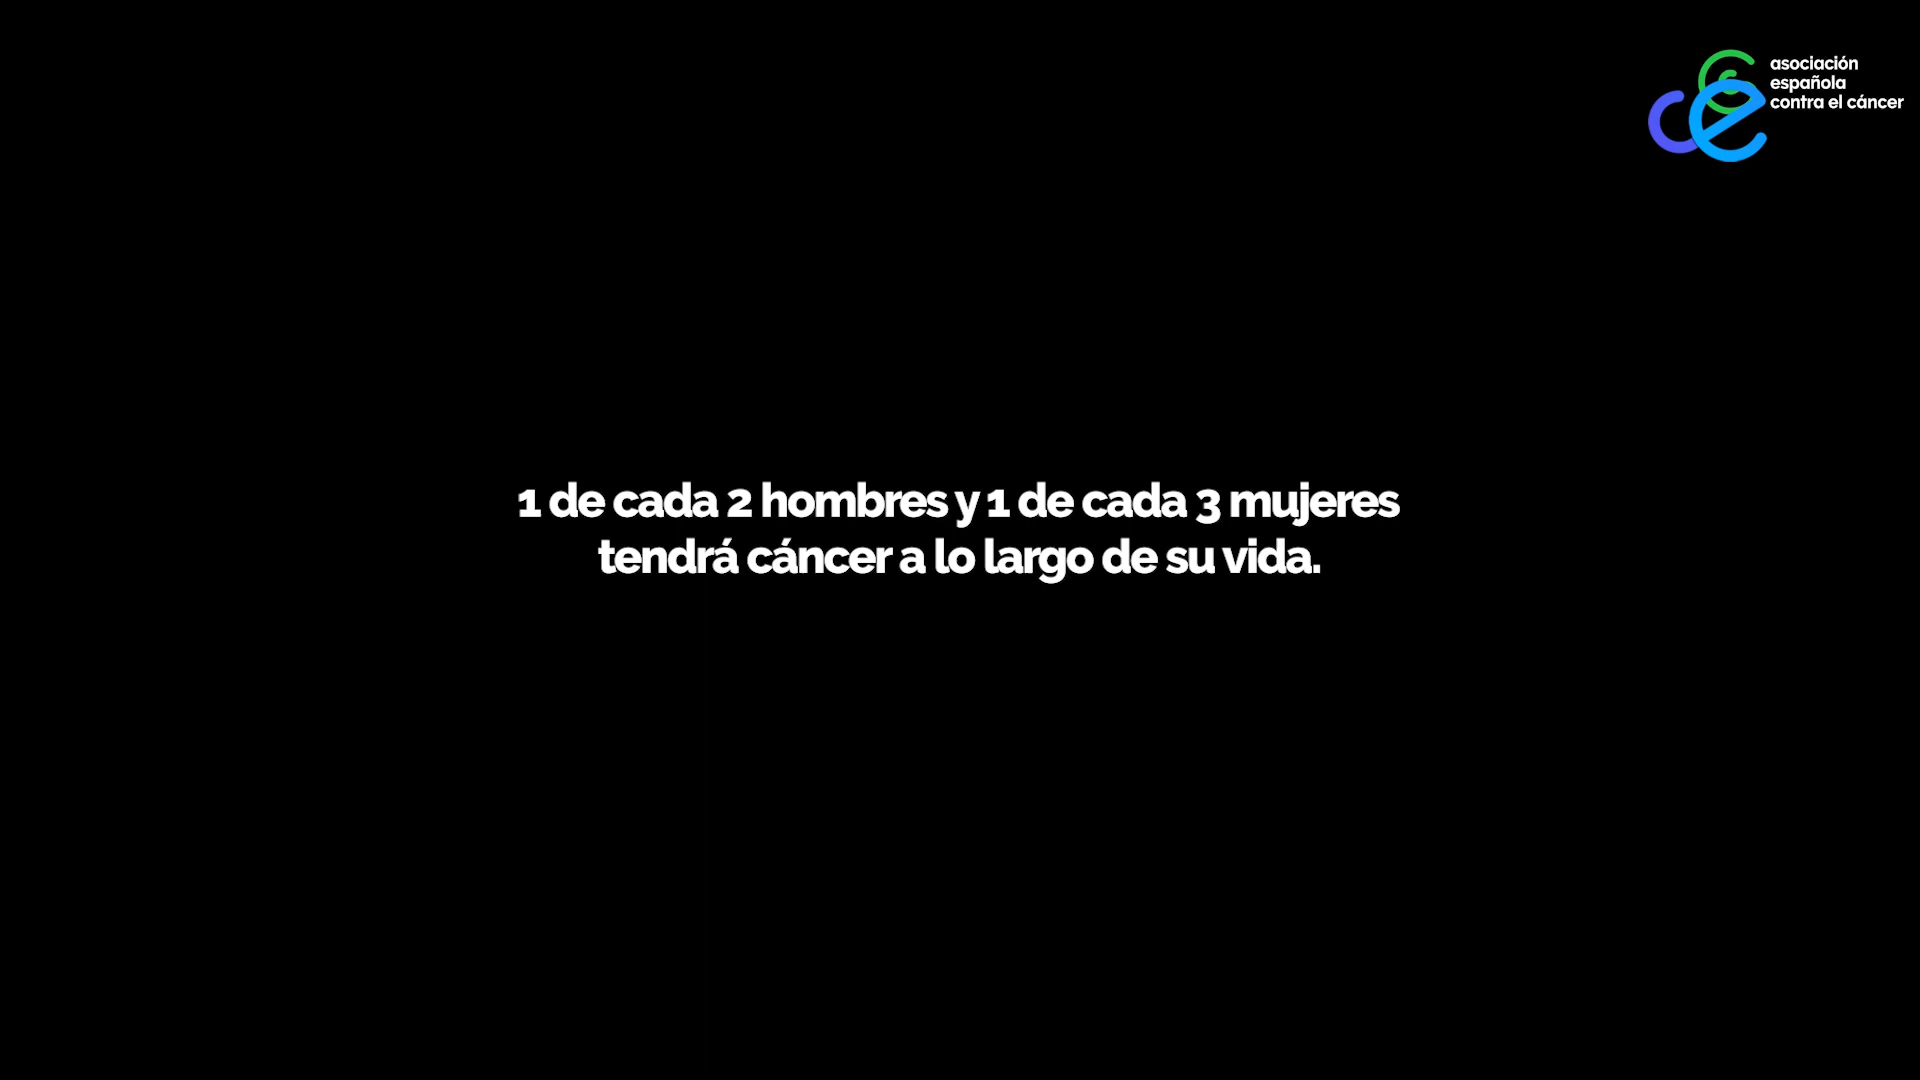 asociación
española
contra el cáncer
1 de cada 2 hombres y 1 de cada 3 mujeres
tendrá cáncer a lo largo de su vida.